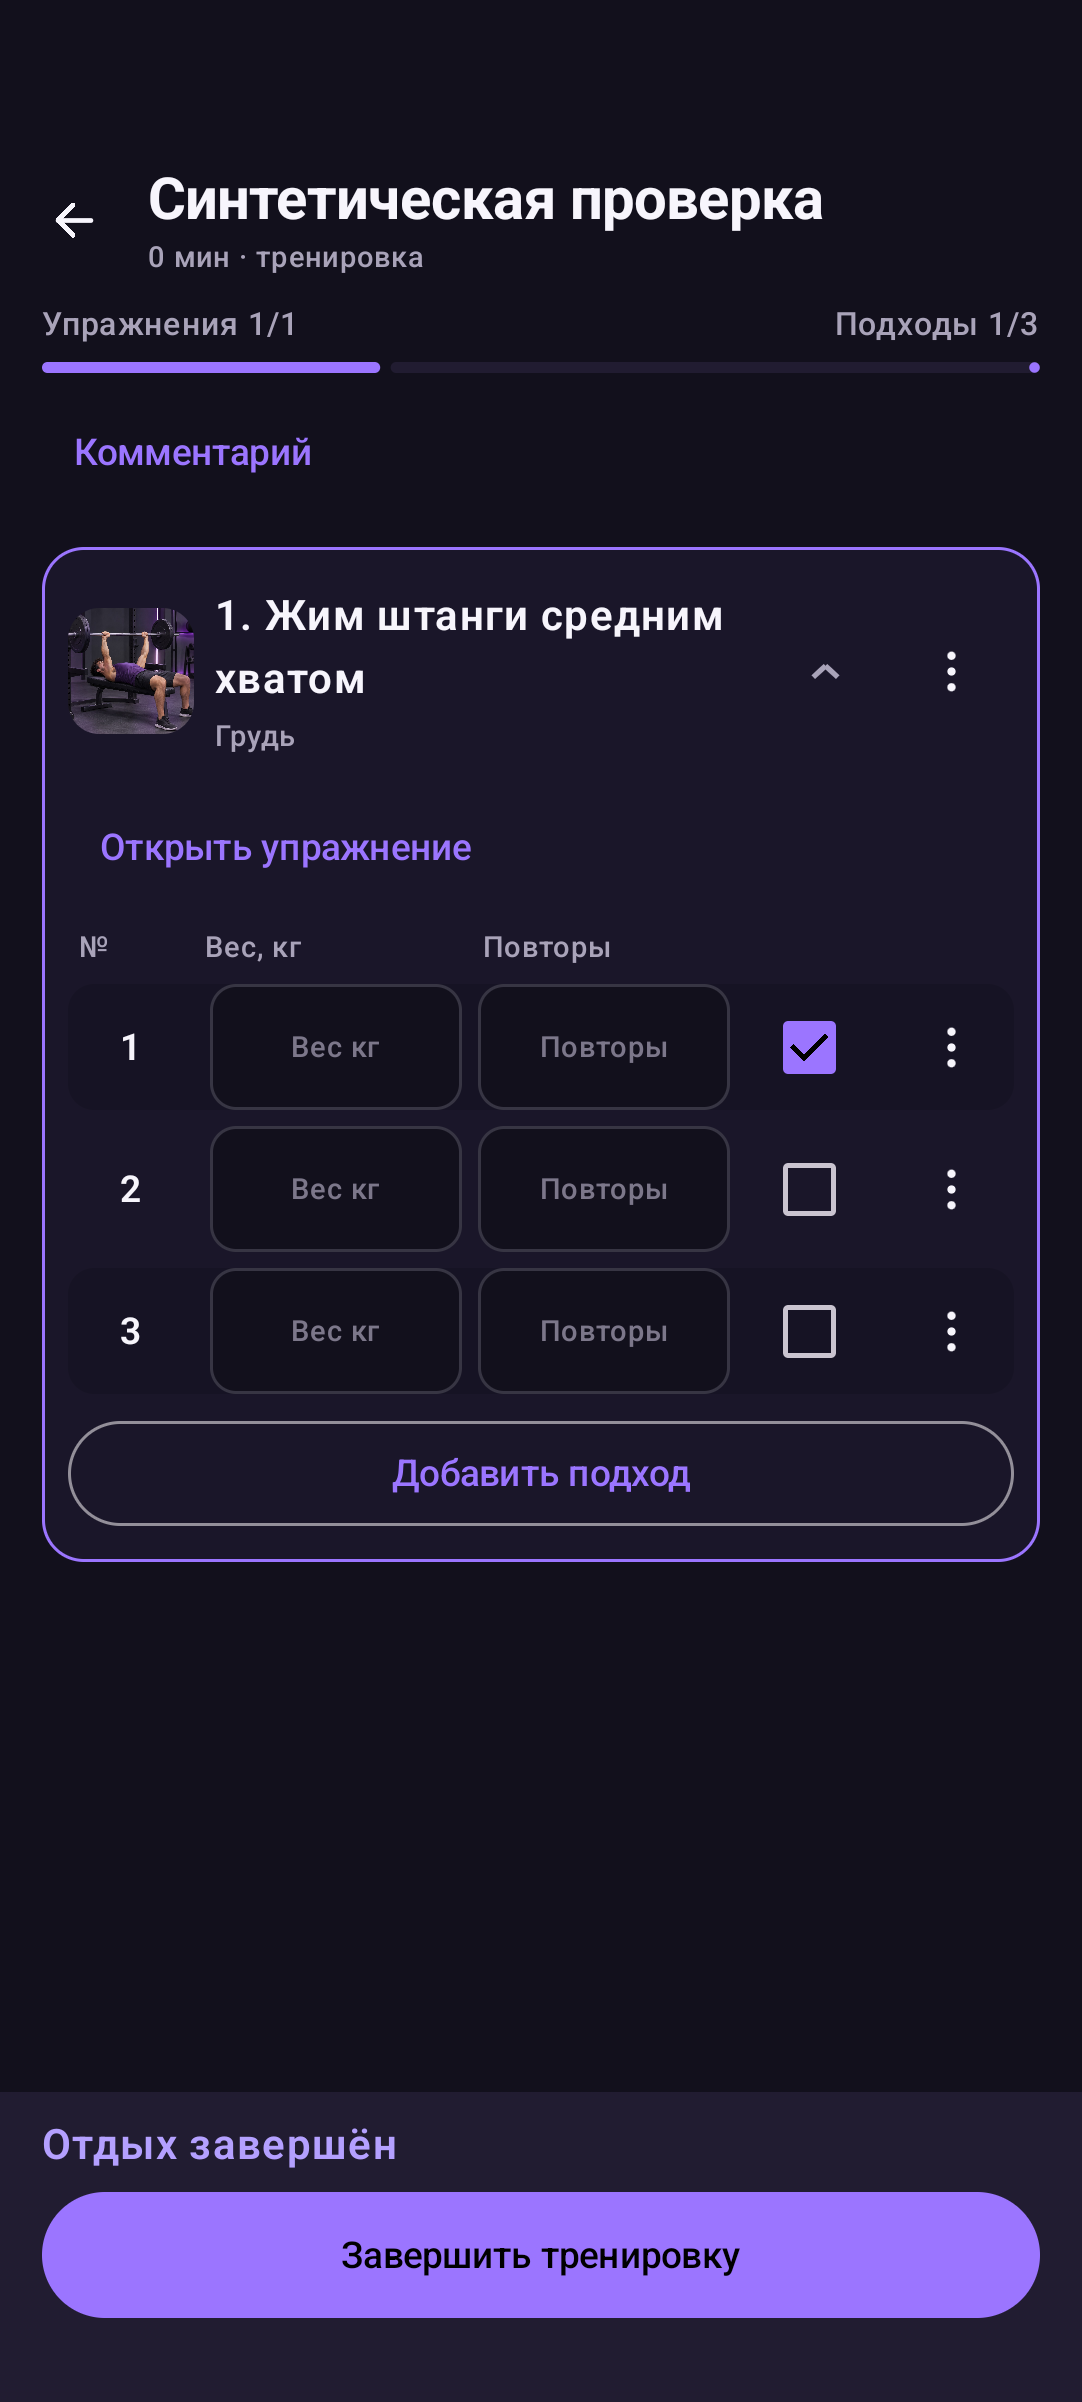 Синтетическая проверка
0 мин · тренировка
Упражнения 1/1 Подходы 1/3
Комментарий
1. Жим штанги средним
хватом
Грудь
Открыть упражнение
№ Вес, кг Повторы
1 Вес кг Повторы
2 Вес кг Повторы
3 Вес кг Повторы
Добавить подход
Отдых завершён
Завершить тренировку